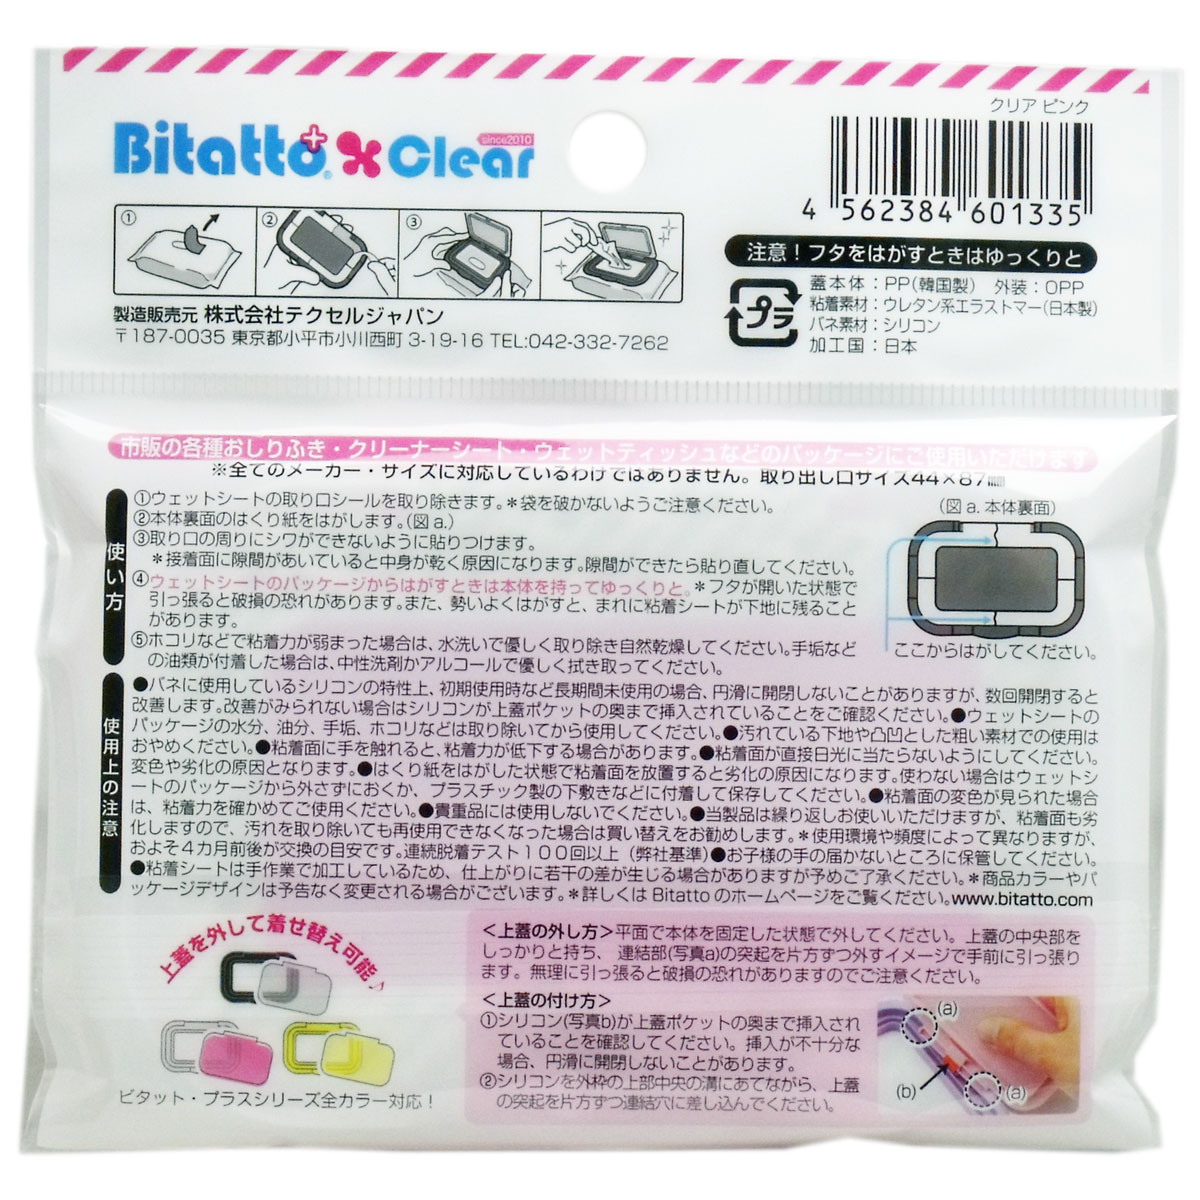 クリア ピンク
Bitatto+® Clear
since2010
4 562384 601335
① ② ③ ④
注意！フタをはがすときはゆっくりと
プラ
蓋本体：PP(韓国製)　外装：OPP
粘着素材：ウレタン系エラストマー(日本製)
バネ素材：シリコン
加工国：日本
製造販売元 株式会社テクセルジャパン
〒187-0035 東京都小平市小川西町 3-19-16 TEL:042-332-7262
市販の各種おしりふき・クリーナーシート・ウェットティッシュなどのパッケージにご使用いただけます
※全てのメーカー・サイズに対応しているわけではありません。取り出し口サイズ44×87㎜
使い方
①ウェットシートの取り口シールを取り除きます。＊袋を破かないようご注意ください。
②本体裏面のはくり紙をはがします。(図 a.)
③取り口の周りにシワができないように貼りつけます。
＊接着面に隙間があいていると中身が乾く原因になります。隙間ができたら貼り直してください。
④ウェットシートのパッケージからはがすときは本体を持ってゆっくりと。＊フタが開いた状態で
引っ張ると破損の恐れがあります。また、勢いよくはがすと、まれに粘着シートが下地に残ること
があります。
⑤ホコリなどで粘着力が弱まった場合は、水洗いで優しく取り除き自然乾燥してください。手垢など
の油類が付着した場合は、中性洗剤かアルコールで優しく拭き取ってください。
(図 a. 本体裏面)
ここからはがしてください。
使用上の注意
●バネに使用しているシリコンの特性上、初期使用時など長期間未使用の場合、円滑に開閉しないことがありますが、数回開閉すると
改善します。改善がみられない場合はシリコンが上蓋ポケットの奥まで挿入されていることをご確認ください。●ウェットシートの
パッケージの水分、油分、手垢、ホコリなどは取り除いてから使用してください。●汚れている下地や凸凹とした粗い素材での使用は
おやめください。●粘着面に手を触れると、粘着力が低下する場合があります。●粘着面が直接日光に当たらないようにしてください。
変色や劣化の原因となります。●はくり紙をはがした状態で粘着面を放置すると劣化の原因となります。使わない場合はウェットシ
ートのパッケージから外さずにおくか、プラスチック製の下敷きなどに付着して保存してください。●粘着面の変色が見られた場合
は、粘着力を確かめてご使用ください。●貴重品には使用しないでください。●当製品は繰り返しお使いいただけますが、粘着面も劣
化しますので、汚れを取り除いても再使用できなくなった場合は買い替えをお勧めします。＊使用環境や頻度によって異なりますが、
およそ４カ月前後が交換の目安です。連続脱着テスト１００回以上（弊社基準）●お子様の手の届かないところに保管してください。
●粘着シートは手作業で加工しているため、仕上がりに若干の差が生じる場合がありますが予めご了承ください。＊商品カラーやパ
ッケージデザインは予告なく変更される場合がございます。＊詳しくは Bitatto のホームページをご覧ください。www.bitatto.com
上蓋を外して着せ替え可能♪
ビタット・プラスシリーズ全カラー対応！
＜上蓋の外し方＞平面で本体を固定した状態で外してください。上蓋の中央部を
しっかりと持ち、連結部(写真a)の突起を片方ずつ外すイメージで手前に引っ張り
ます。無理に引っ張ると破損の恐れがありますのでご注意ください。
＜上蓋の付け方＞
①シリコン(写真b)が上蓋ポケットの奥まで挿入され
ていることを確認してください。挿入が不十分な
場合、円滑に開閉しないことがあります。
②シリコンを外枠の上部中央の溝にあてながら、上蓋
の突起を片方ずつ連結穴に差し込んでください。
(a)
(b)
(a)